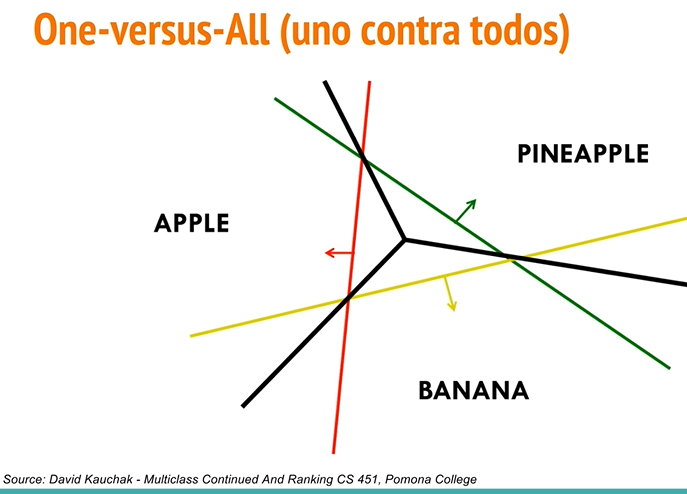 One-versus-All (uno contra todos)
PINEAPPLE
APPLE
BANANA
Source: David Kauchak - Multiclass Continued And Ranking CS 451, Pomona College